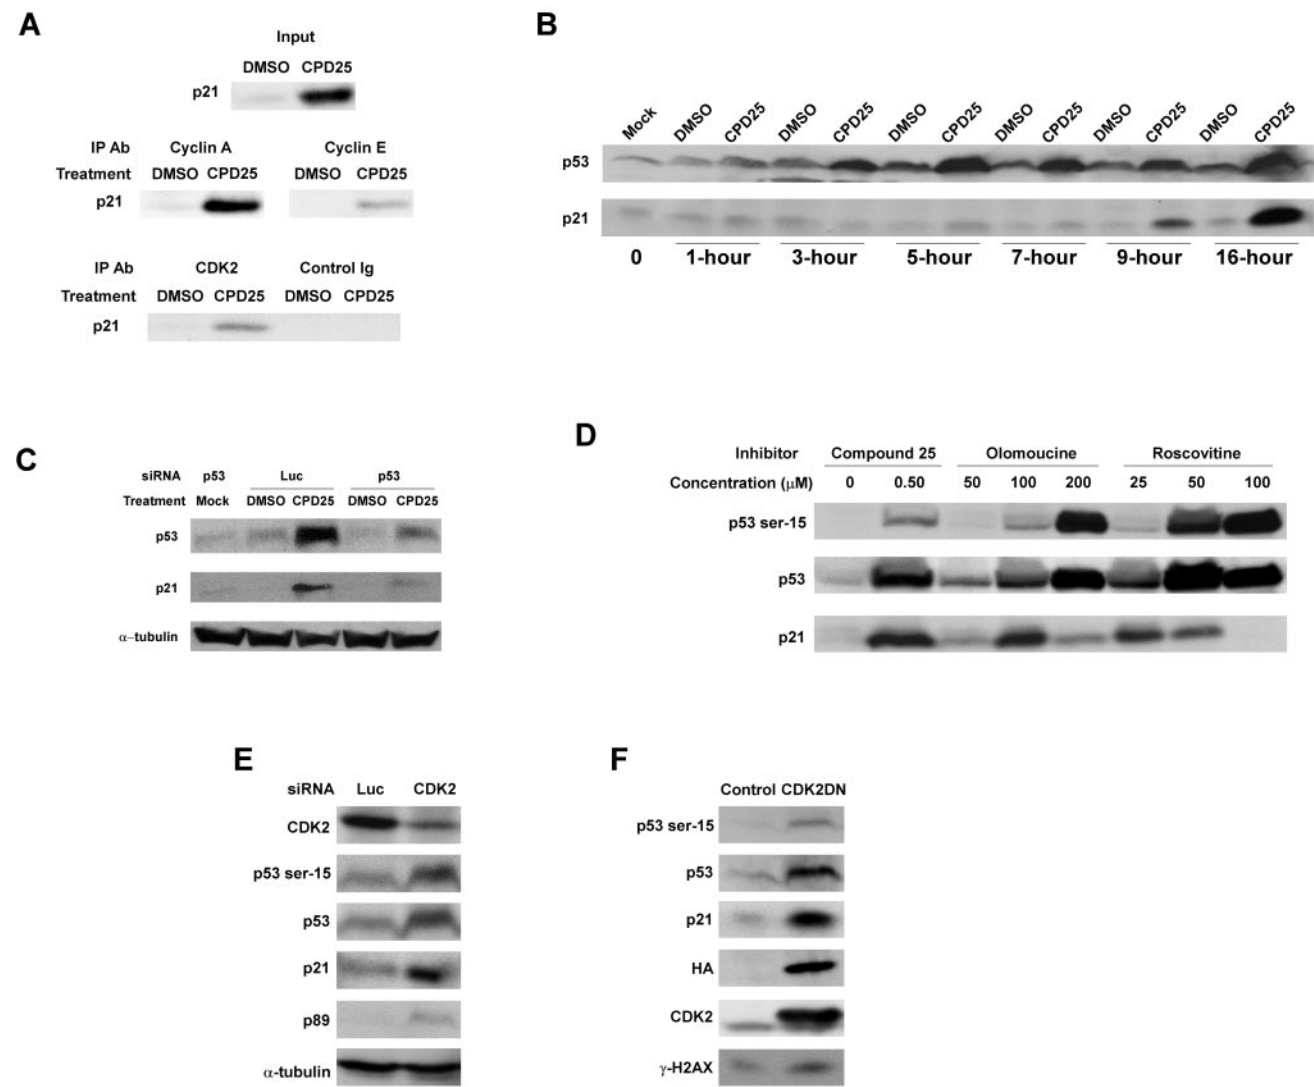 A
Input
DMSO CPD25
p21
IP Ab Cyclin A Cyclin E
Treatment DMSO CPD25 DMSO CPD25
p21
IP Ab CDK2 Control Ig
Treatment DMSO CPD25 DMSO CPD25
p21
B
Mock DMSO CPD25 DMSO CPD25 DMSO CPD25 DMSO CPD25 DMSO CPD25 DMSO CPD25
p53
p21
0 1-hour 3-hour 5-hour 7-hour 9-hour 16-hour
C
siRNA p53 Luc p53
Treatment Mock DMSO CPD25 DMSO CPD25
p53
p21
α-tubulin
D
Inhibitor Compound 25 Olomoucine Roscovitine
Concentration (μM) 0 0.50 50 100 200 25 50 100
p53 ser-15
p53
p21
E
siRNA Luc CDK2
CDK2
p53 ser-15
p53
p21
p89
α-tubulin
F
Control CDK2DN
p53 ser-15
p53
p21
HA
CDK2
γ-H2AX